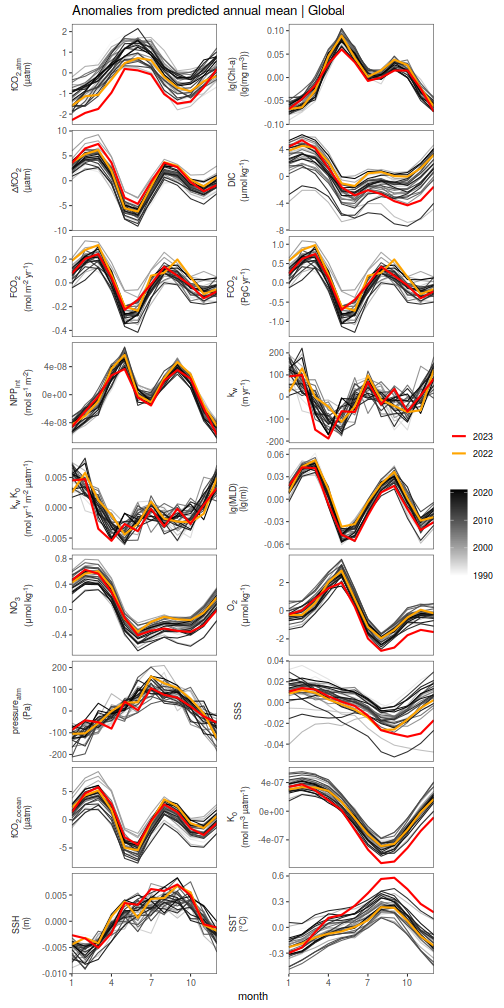 Anomalies from predicted annual mean | Global
fCO2,atm
(µatm)
2
1
0
-1
-2
lg(Chl-a)
(lg(mg m-3))
0.10
0.05
0.00
-0.05
-0.10
ΔfCO2
(µatm)
10
5
0
-5
-10
DIC
(µmol kg-1)
4
0
-4
-8
FCO2
(mol m-2 yr-1)
0.2
0.0
-0.2
-0.4
FCO2
(PgC yr-1)
1.0
0.5
0.0
-0.5
-1.0
NPPint
(mol s-1 m-2)
4e-08
0e+00
-4e-08
kw
(m yr-1)
200
100
0
-100
-200
kw K0
(mol yr-1 m-2 µatm-1)
0.005
0.000
-0.005
lg(MLD)
(lg(m))
0.06
0.03
0.00
-0.03
-0.06
NO3
(µmol kg-1)
0.8
0.4
0.0
-0.4
O2
(µmol kg-1)
2
0
-2
pressureatm
(Pa)
200
100
0
-100
-200
SSS
0.04
0.02
0.00
-0.02
-0.04
fCO2,ocean
(µatm)
5
0
-5
K0
(mol m-3 µatm-1)
4e-07
0e+00
-4e-07
SSH
(m)
0.005
0.000
-0.005
-0.010
SST
(°C)
0.6
0.3
0.0
-0.3
1 4 7 10
1 4 7 10
month
2023
2022
2020
2010
2000
1990